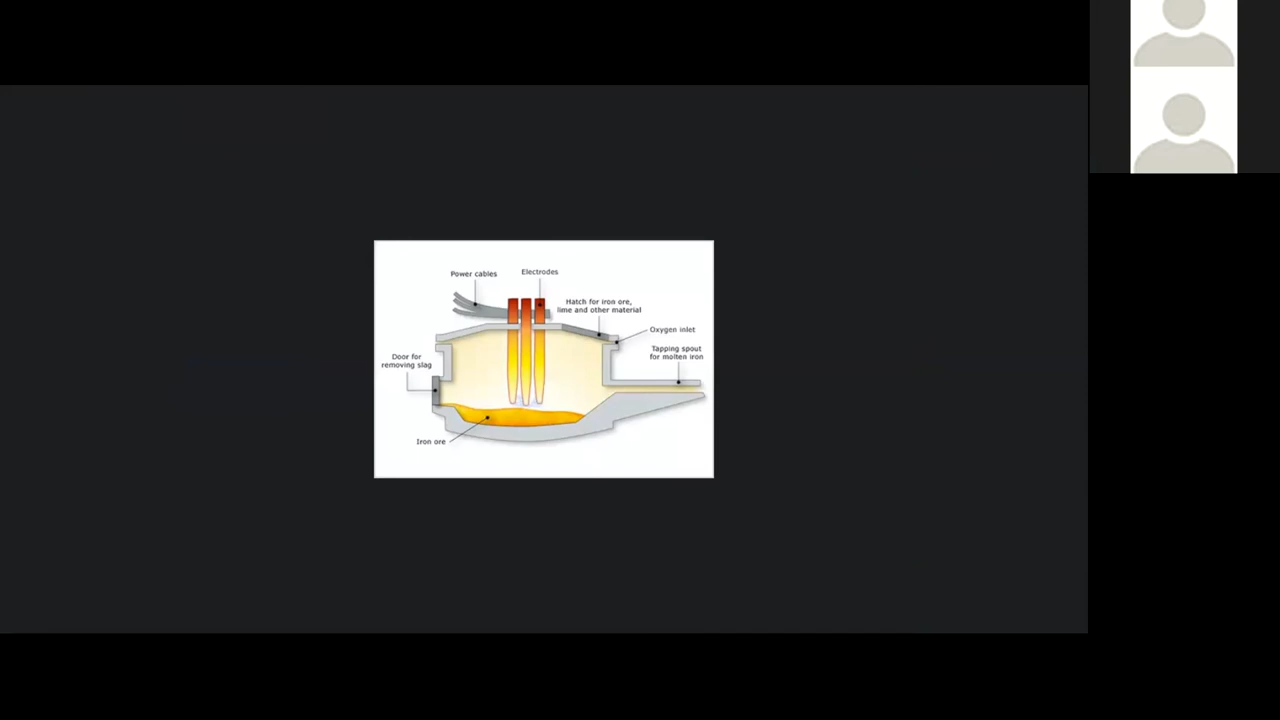 Power cables
Electrodes
Hatch for iron ore,
lime and other material
Oxygen inlet
Tapping spout
for molten iron
Door for
removing slag
Iron ore